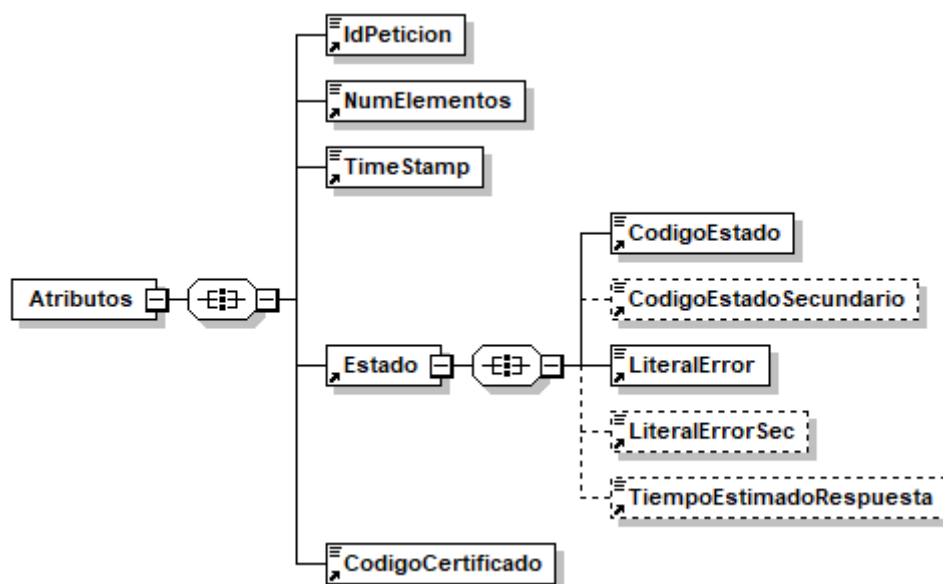 IdPeticion
NumElementos
TimeStamp
CodigoEstado
CodigoEstadoSecundario
Atributos
Estado
LiteralError
LiteralErrorSec
TiempoEstimadoRespuesta
CodigoCertificado